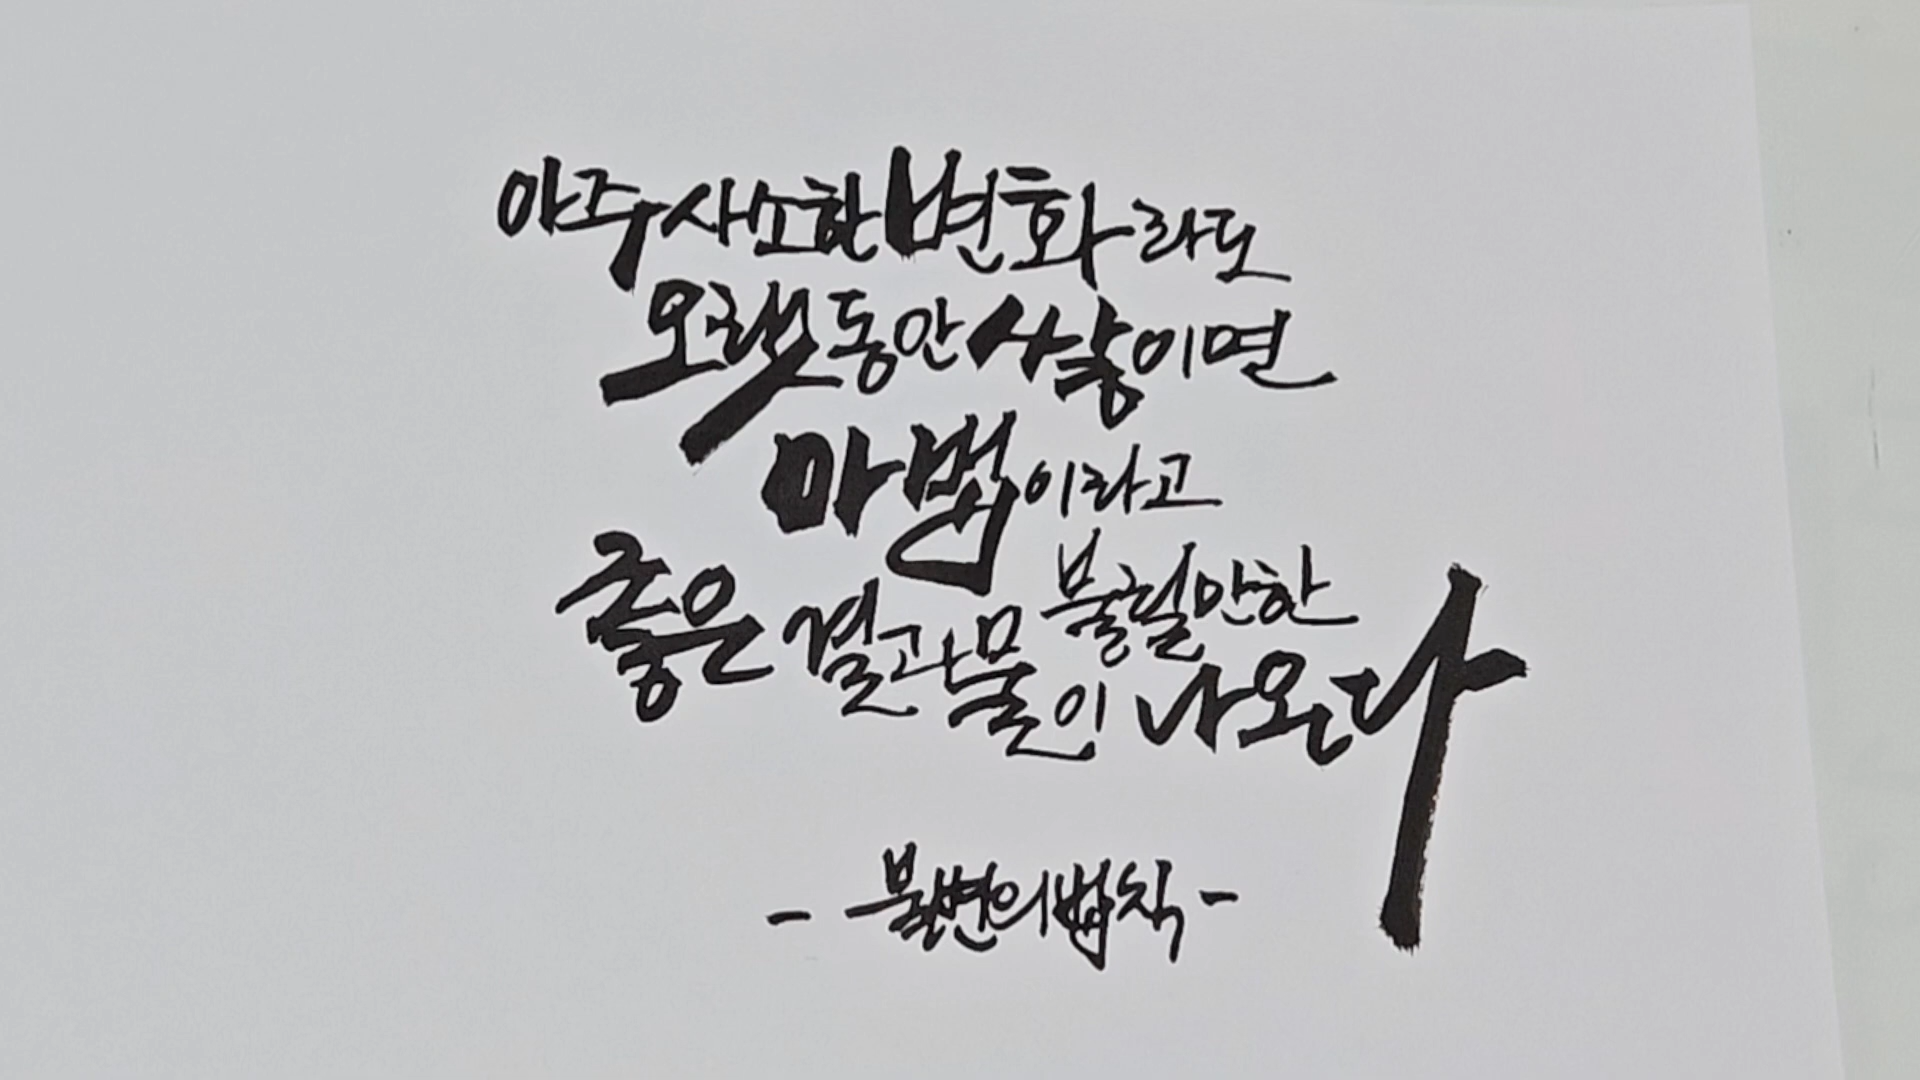 아주 사소한 변화라도
오랫동안 쌓이면
마법이라고
불릴만한
좋은 결과물이 나온다
- 불변의 법칙 -